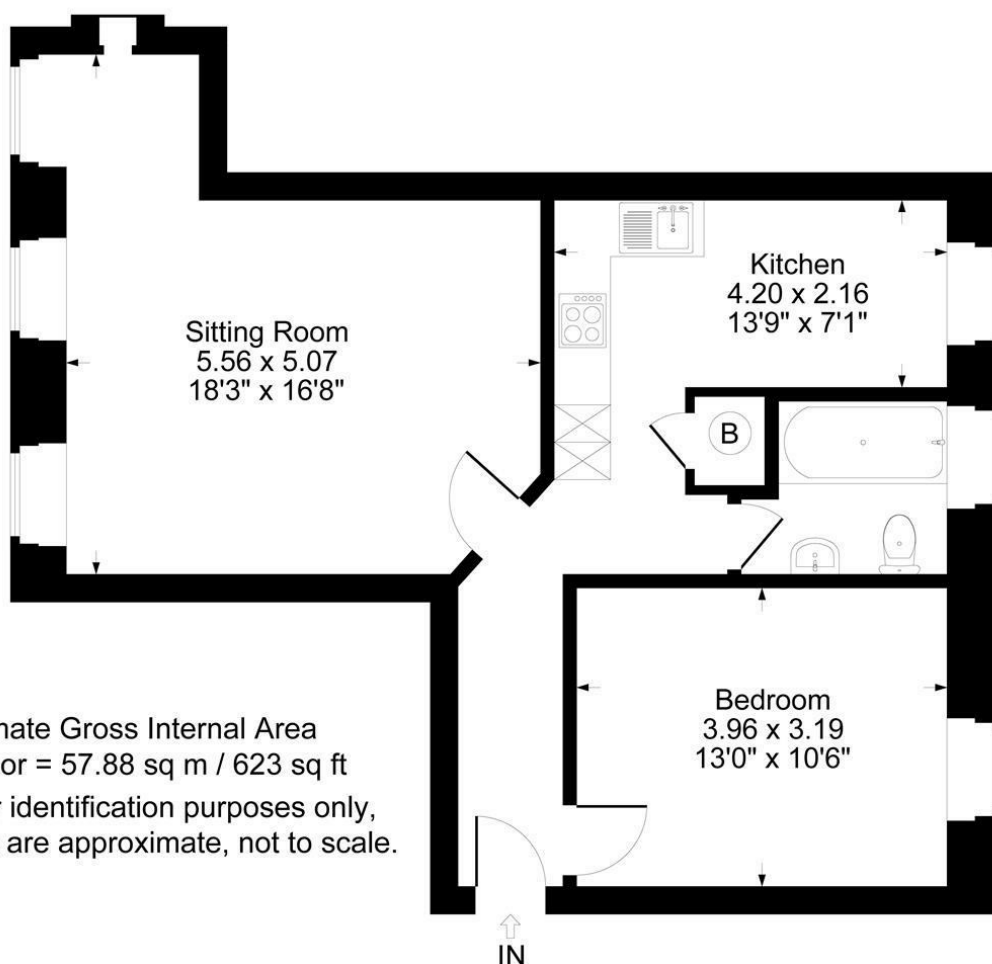 Sitting Room
5.56 x 5.07
18'3" x 16'8"
Kitchen
4.20 x 2.16
13'9" x 7'1"
B
Bedroom
3.96 x 3.19
13'0" x 10'6"
Gross Internal Area
= 57.88 sq m / 623 sq ft
identification purposes only,
are approximate, not to scale.
IN